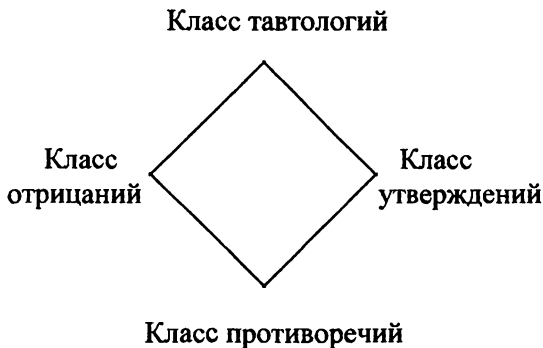 Класс тавтологий
Класс
отрицаний
Класс
утверждений
Класс противоречий